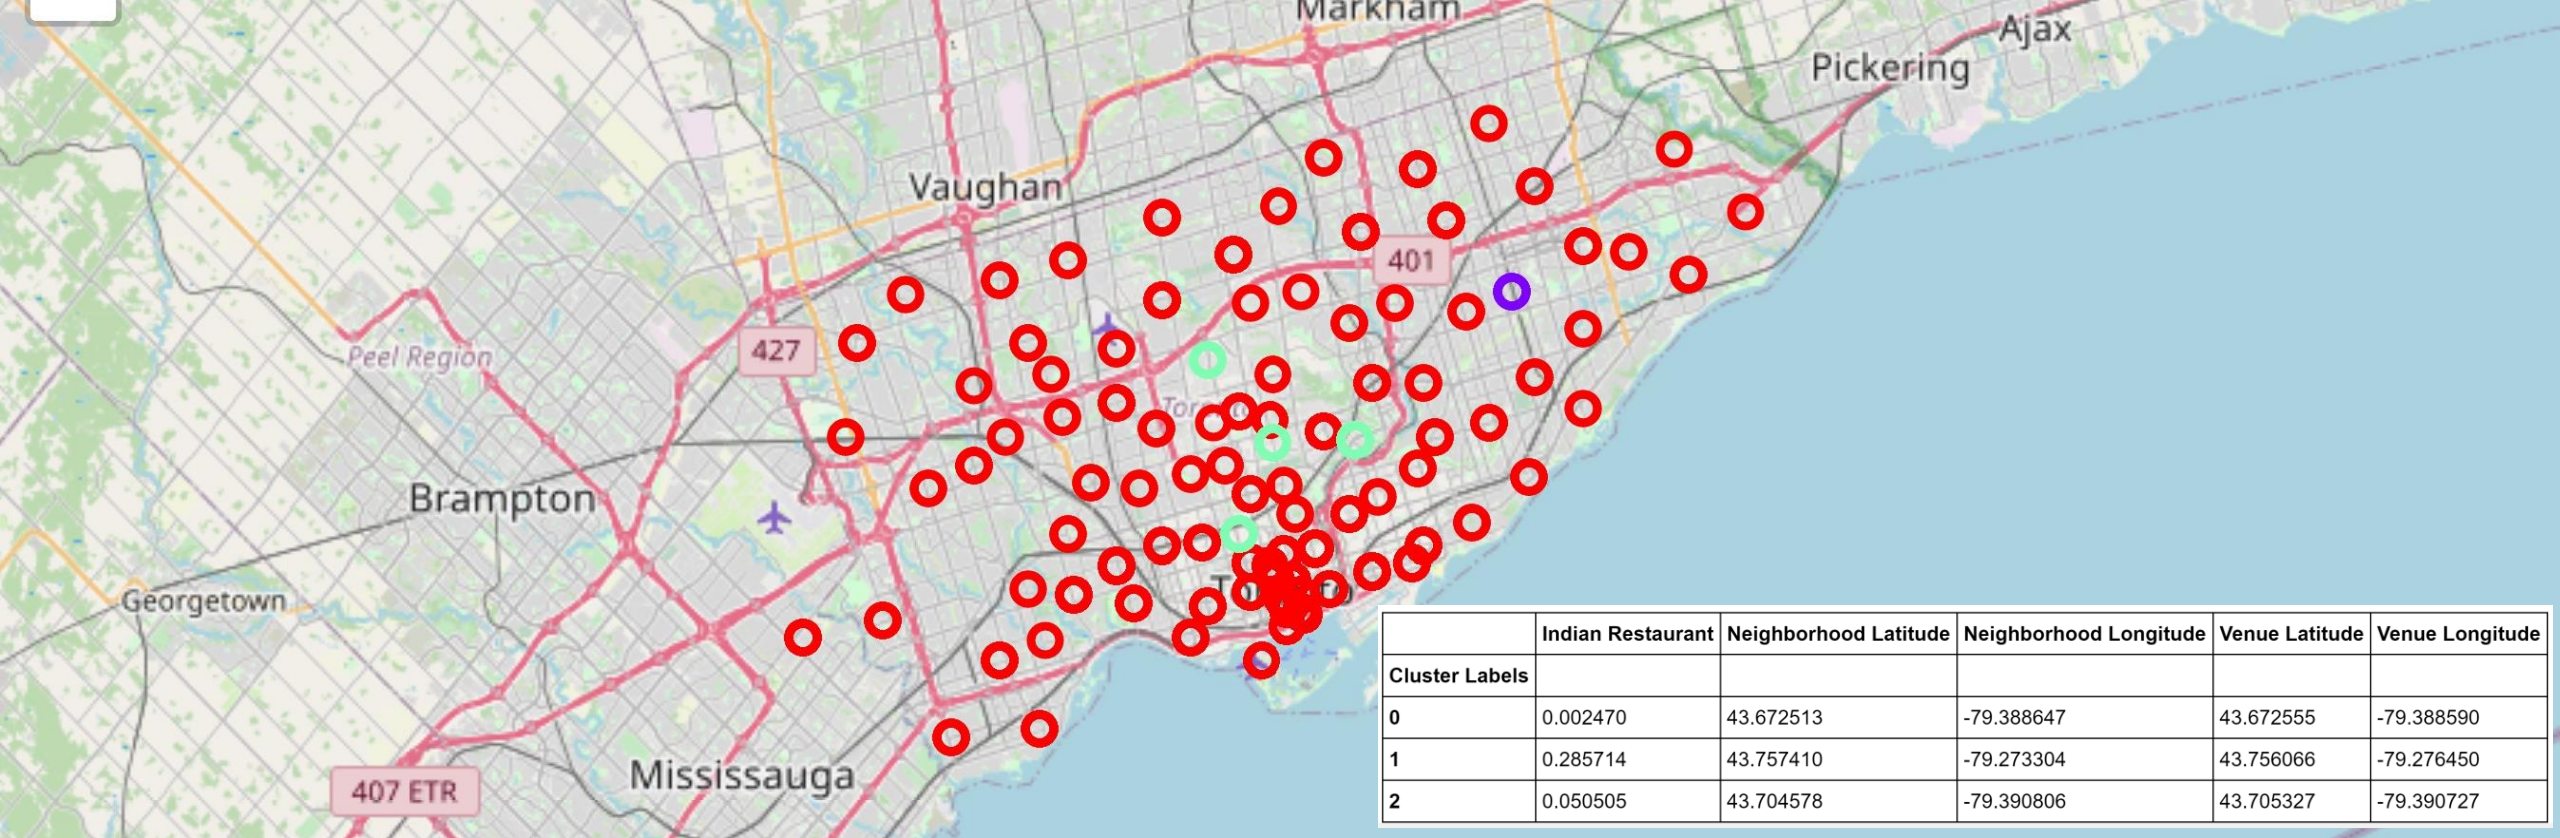 Markham
Ajax
Pickering
Vaughan
401
427
Peel Region
Toronto
Brampton
Toronto
Georgetown
Mississauga
407 ETR
Indian Restaurant Neighborhood Latitude Neighborhood Longitude Venue Latitude Venue Longitude
Cluster Labels
0 0.002470 43.672513 -79.388647 43.672555 -79.388590
1 0.285714 43.757410 -79.273304 43.756066 -79.276450
2 0.050505 43.704578 -79.390806 43.705327 -79.390727